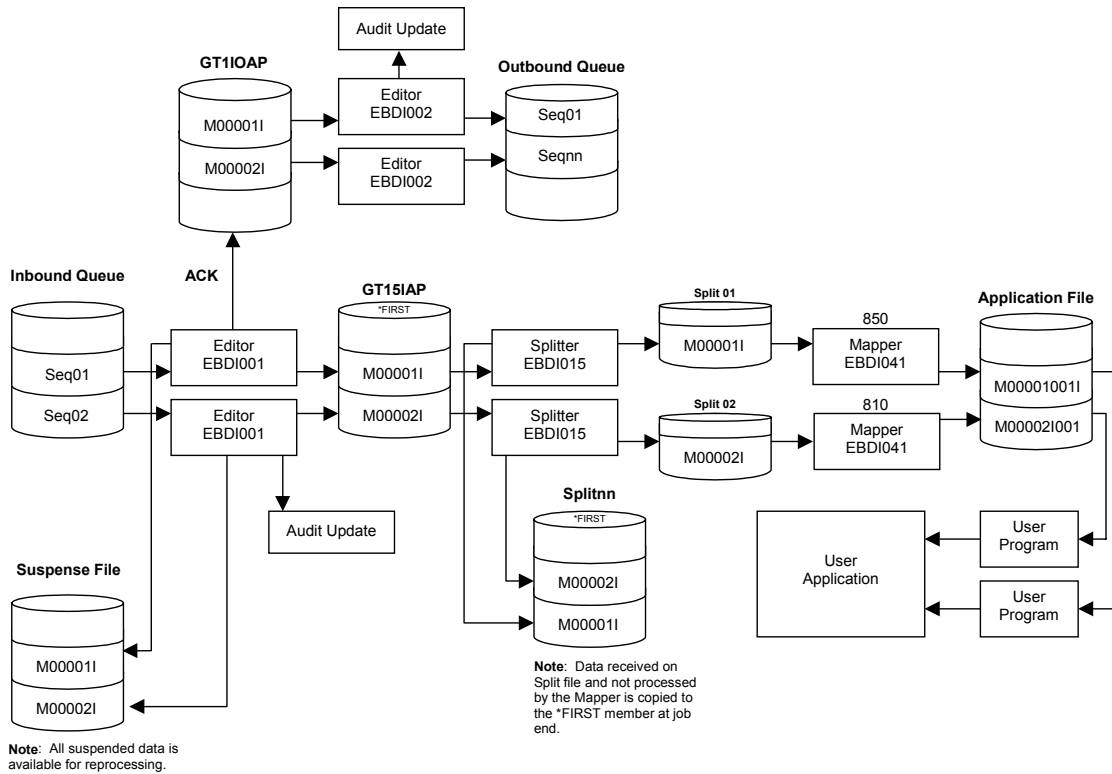 Audit Update
GT1IOAP
Outbound Queue
Editor
EBDI002
M00001I
Seq01
M00002I
Editor
EBDI002
Seqnn
Inbound Queue
ACK
GT15IAP
*FIRST
Split 01
Application File
850
Editor
EBDI001
Splitter
EBDI015
M00001I
Mapper
EBDI041
Seq01
M00001I
M00001001I
Seq02
Editor
EBDI001
M00002I
Splitter
EBDI015
Split 02
810
Mapper
EBDI041
M00002I001
M00002I
Splitnn
*FIRST
Audit Update
User
Application
User
Program
User
Program
Suspense File
M00002I
M00001I
M00001I
M00002I
Note: Data received on
Split file and not processed
by the Mapper is copied to
the *FIRST member at job
end.
Note: All suspended data is
available for reprocessing.